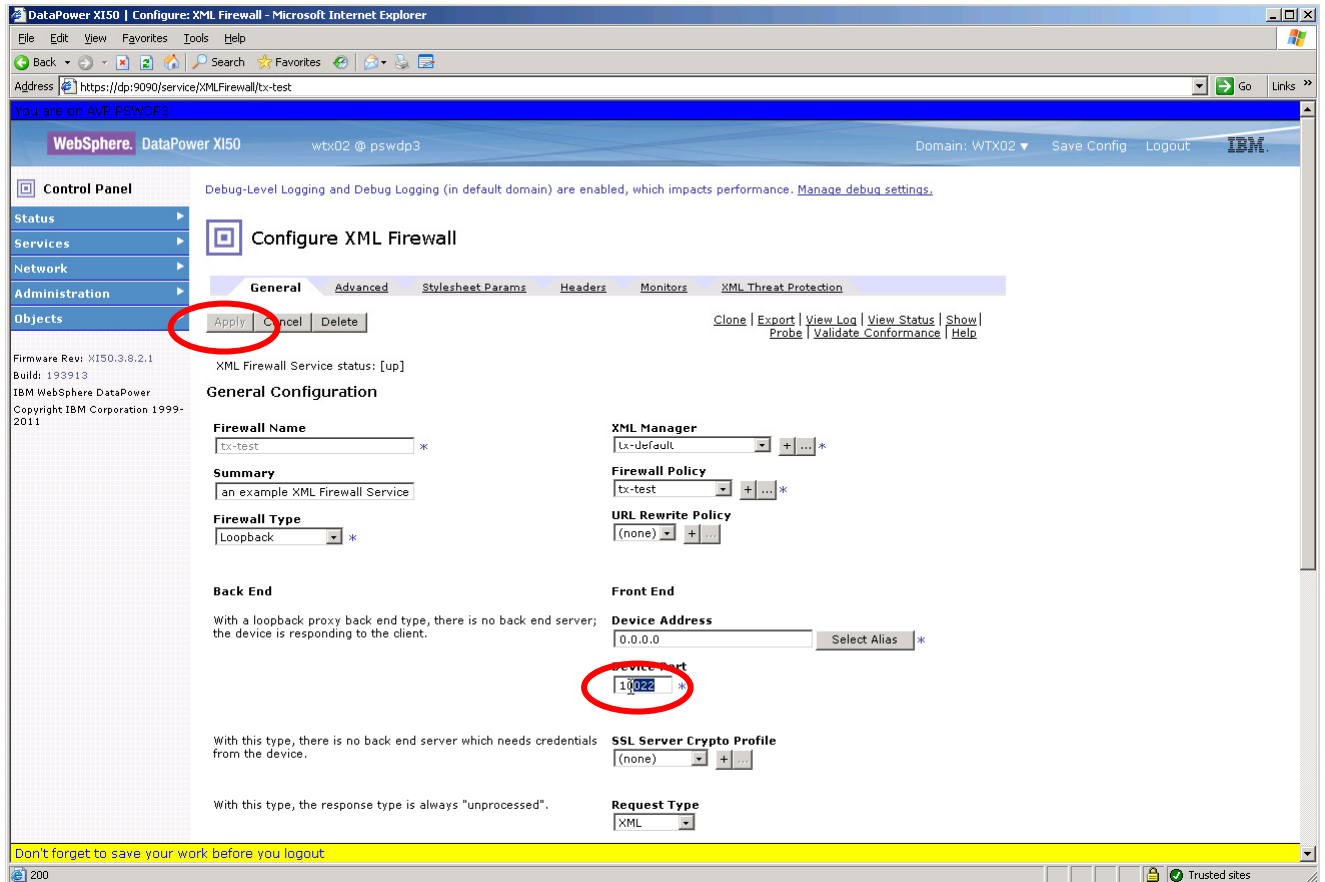 DataPower XI50 | Configure: XML Firewall - Microsoft Internet Explorer
File Edit View Favorites Tools Help
Back Search Favorites
Address https://dp:9090/service/XMLFirewall/tx-test Go Links »
You are on AVP PSWDP3
WebSphere. DataPower XI50 wtx02 @ pswdp3 Domain: WTX02 Save Config Logout IBM.
Control Panel
Status
Services
Network
Administration
Objects
Firmware Rev: XI50.3.8.2.1
Build: 193913
IBM WebSphere DataPower
Copyright IBM Corporation 1999-
2011
Debug-Level Logging and Debug Logging (in default domain) are enabled, which impacts performance. Manage debug settings.
Configure XML Firewall
General Advanced Stylesheet Params Headers Monitors XML Threat Protection
Apply Cancel Delete
Clone | Export | View Log | View Status | Show |
Probe | Validate Conformance | Help
XML Firewall Service status: [up]
General Configuration
Firewall Name
tx-test *
Summary
an example XML Firewall Service
Firewall Type
Loopback *
XML Manager
tx-default + ... *
Firewall Policy
tx-test + ... *
URL Rewrite Policy
(none) + ...
Back End
With a loopback proxy back end type, there is no back end server;
the device is responding to the client.
Front End
Device Address
0.0.0.0 Select Alias *
Device Port
10022 *
With this type, there is no back end server which needs credentials
from the device.
SSL Server Crypto Profile
(none) + ...
With this type, the response type is always "unprocessed".
Request Type
XML
Don't forget to save your work before you logout
200 Trusted sites